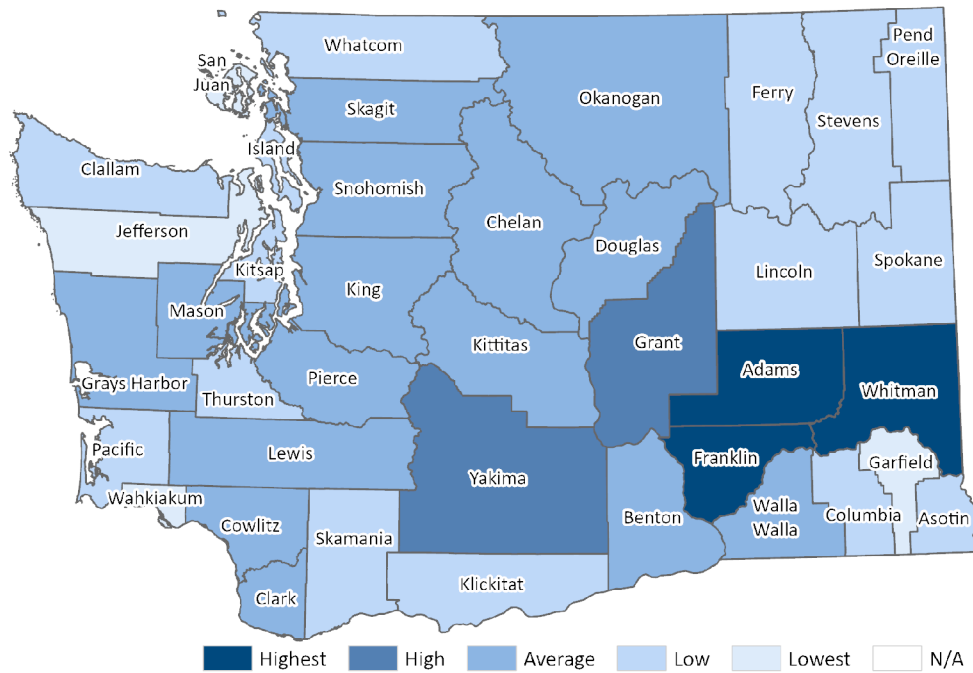 Whatcom
San
Juan
Skagit
Okanogan
Ferry
Pend
Oreille
Stevens
Island
Clallam
Snohomish
Chelan
Jefferson
Douglas
Kitsap
King
Lincoln
Spokane
Mason
Kittitas
Grant
Adams
Whitman
Grays Harbor
Thurston
Pierce
Pacific
Lewis
Yakima
Franklin
Garfield
Wahkiakum
Cowlitz
Skamania
Benton
Walla
Walla
Columbia
Asotin
Klickitat
Clark
Highest High Average Low Lowest N/A